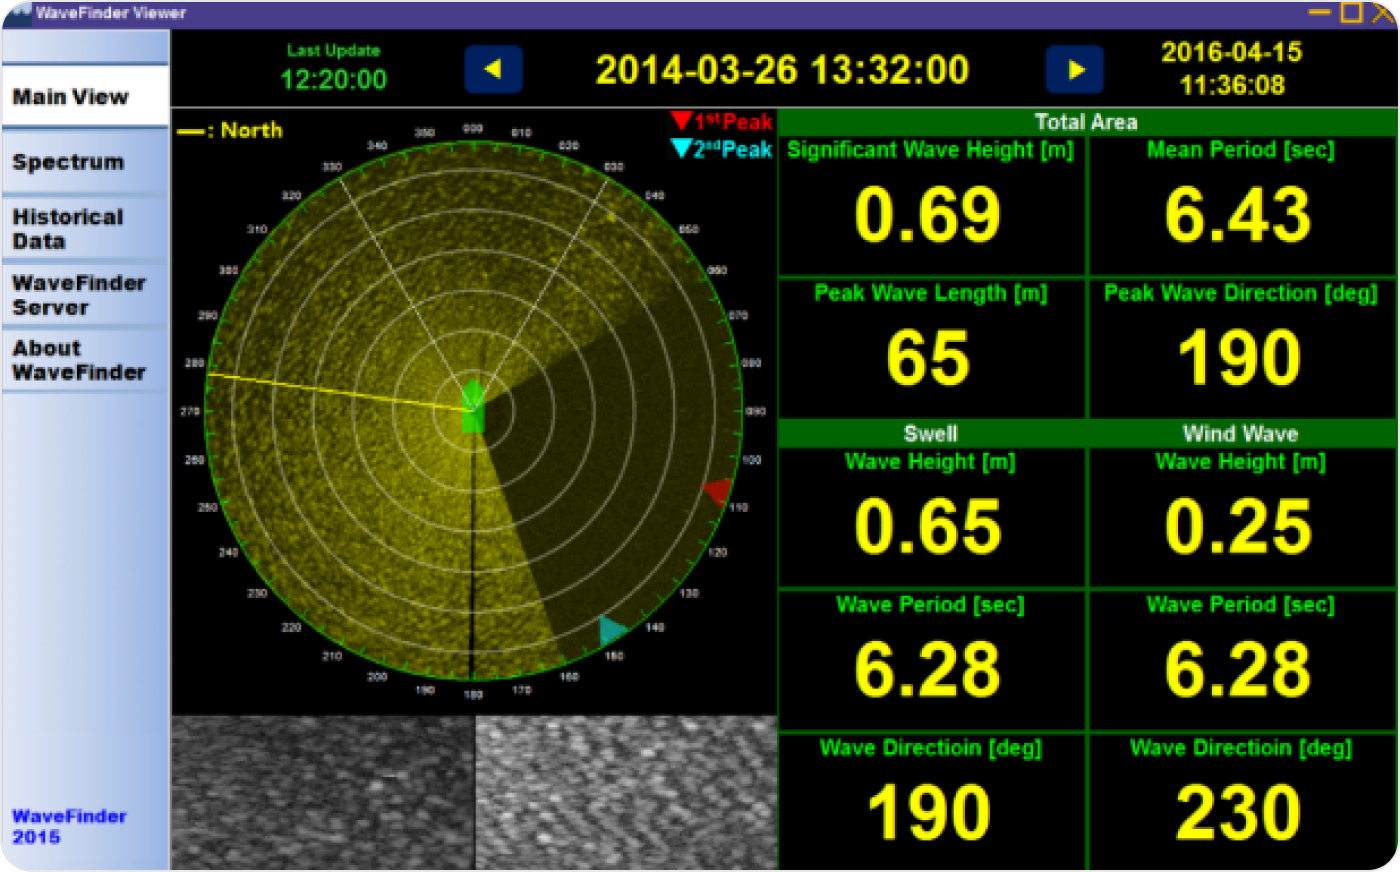 WaveFinder Viewer
Main View
Spectrum
Historical
Data
WaveFinder
Server
About
WaveFinder
WaveFinder
2015
Last Update
12:20:00
2014-03-26 13:32:00
2016-04-15
11:36:08
—: North
1stPeak
2ndPeak
000
010
020
030
040
050
060
070
080
090
100
110
120
130
140
150
160
170
180
190
200
210
220
230
240
250
260
270
280
290
300
310
320
330
340
350
Total Area
Significant Wave Height [m]
Mean Period [sec]
0.69
6.43
Peak Wave Length [m]
Peak Wave Direction [deg]
65
190
Swell
Wind Wave
Wave Height [m]
Wave Height [m]
0.65
0.25
Wave Period [sec]
Wave Period [sec]
6.28
6.28
Wave Directioin [deg]
Wave Directioin [deg]
190
230